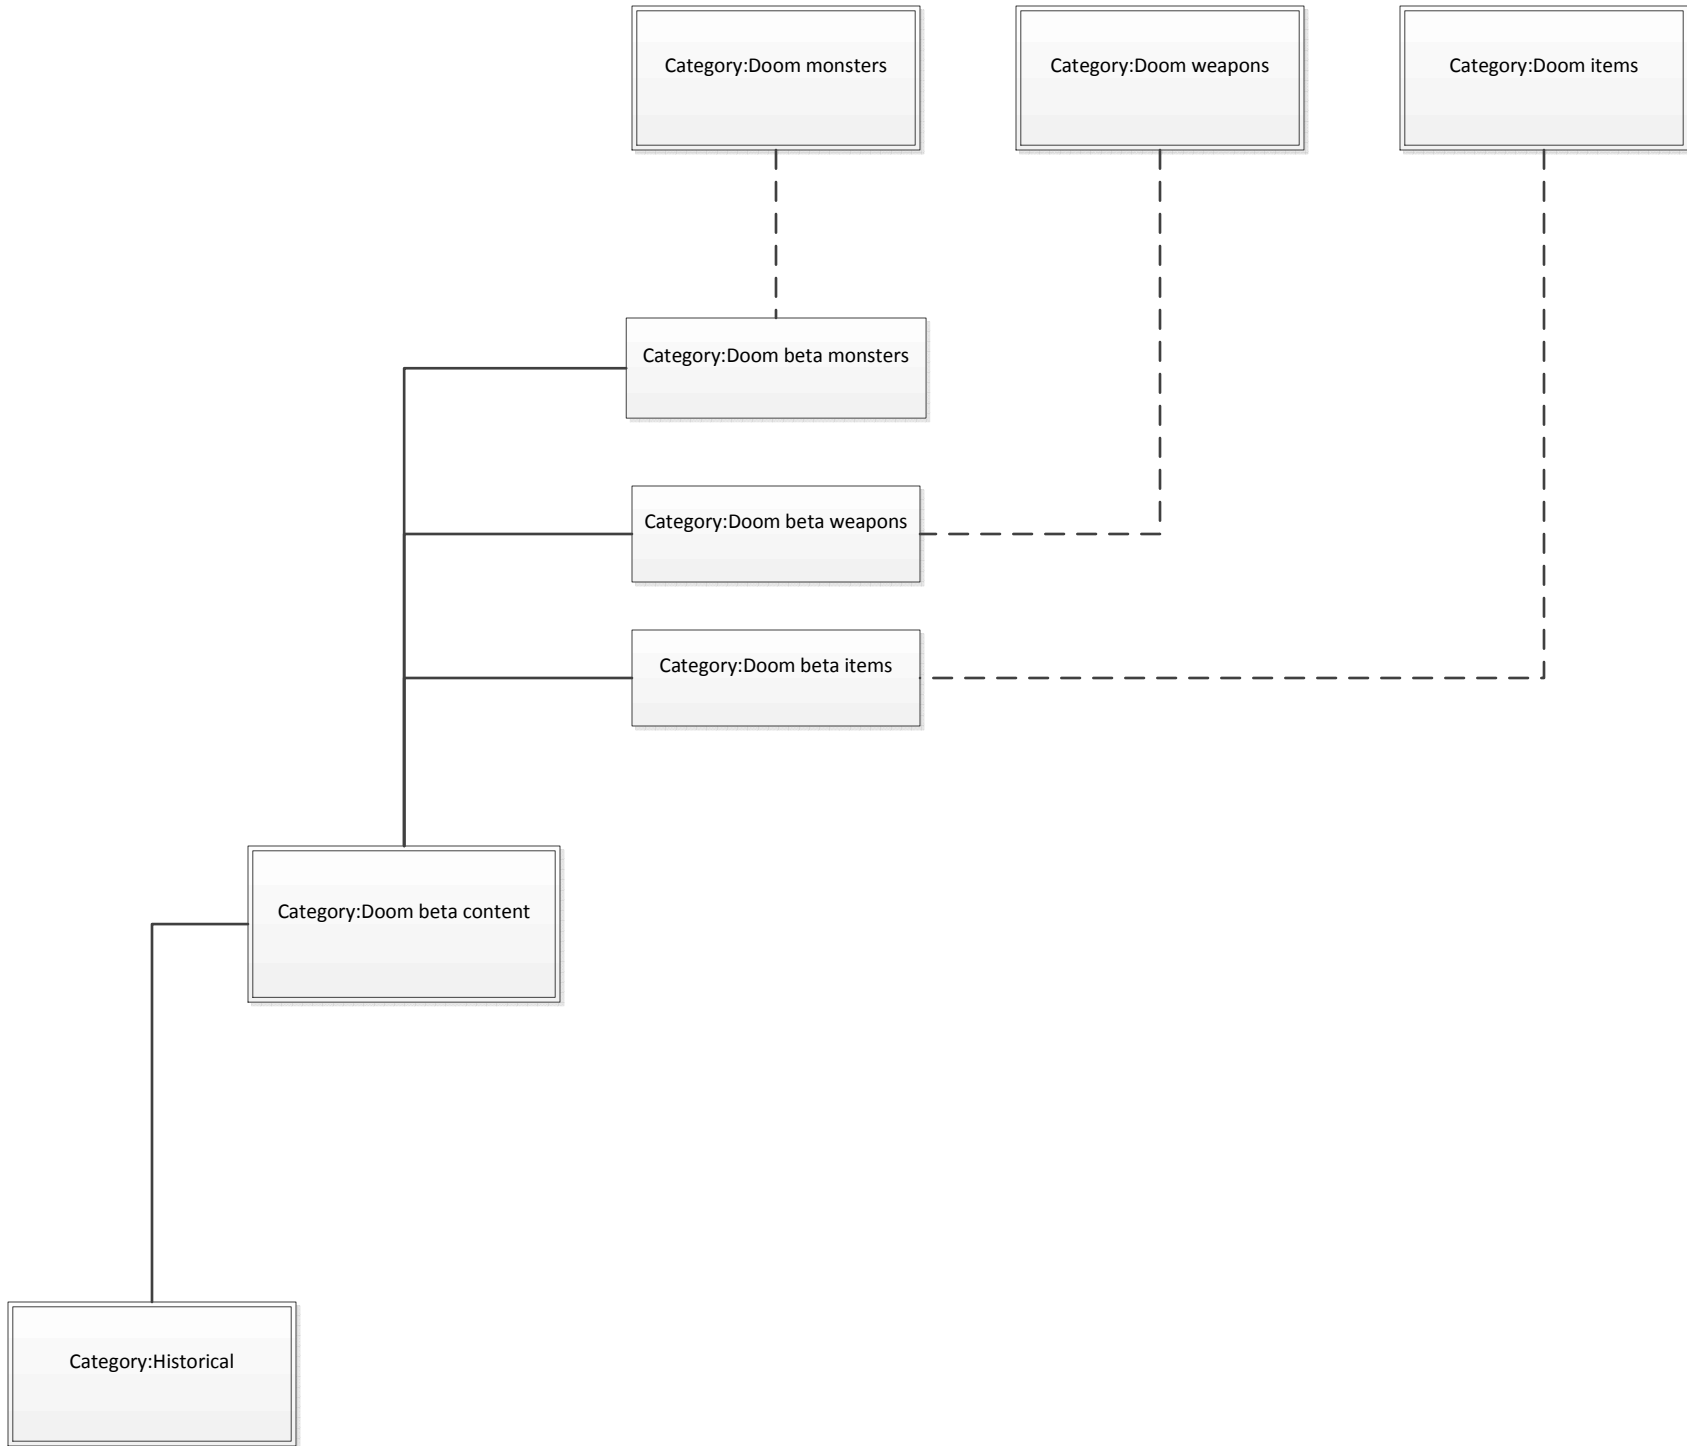 Category:Doom monsters
Category:Doom weapons
Category:Doom items
Category:Doom beta monsters
Category:Doom beta weapons
Category:Doom beta items
Category:Doom beta content
Category:Historical